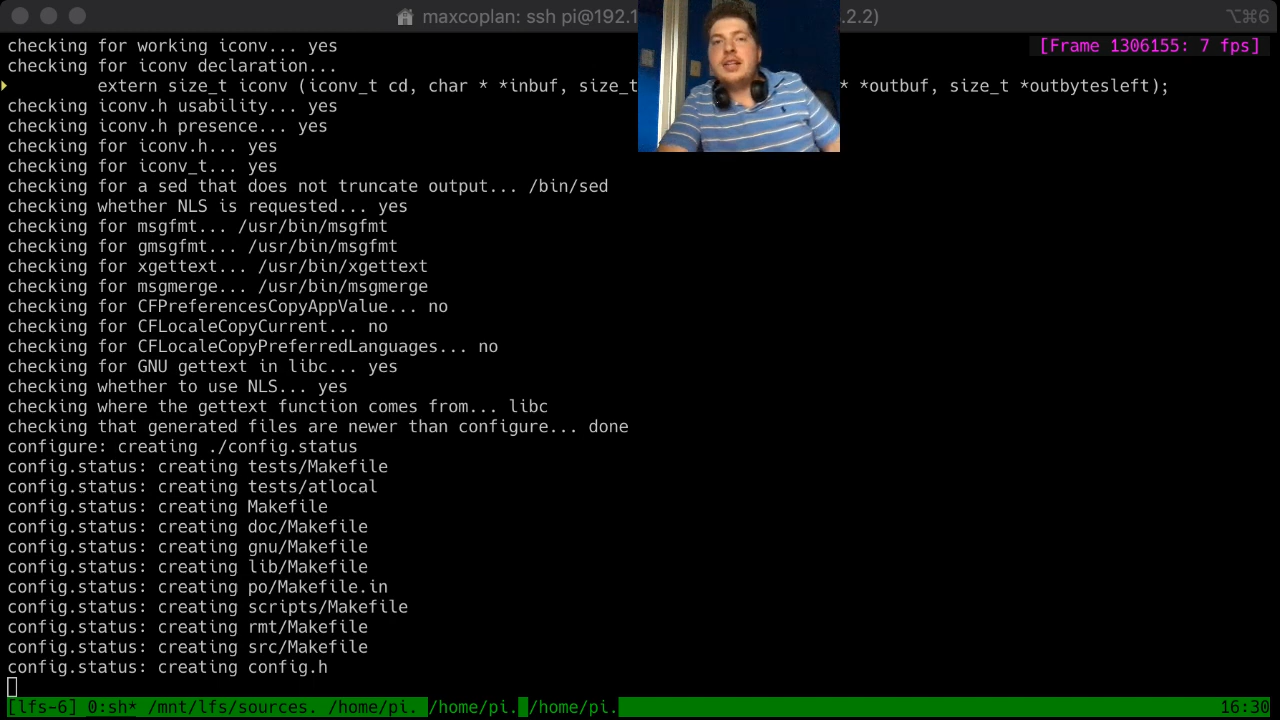 maxcoplan: ssh pi@192.1 .2.2) ⌥⌘6
checking for working iconv... yes [Frame 1306155: 7 fps]
checking for iconv declaration...
extern size_t iconv (iconv_t cd, char * *inbuf, size_t * *outbuf, size_t *outbytesleft);
checking iconv.h usability... yes
checking iconv.h presence... yes
checking for iconv.h... yes
checking for iconv_t... yes
checking for a sed that does not truncate output... /bin/sed
checking whether NLS is requested... yes
checking for msgfmt... /usr/bin/msgfmt
checking for gmsgfmt... /usr/bin/msgfmt
checking for xgettext... /usr/bin/xgettext
checking for msgmerge... /usr/bin/msgmerge
checking for CFPreferencesCopyAppValue... no
checking for CFLocaleCopyCurrent... no
checking for CFLocaleCopyPreferredLanguages... no
checking for GNU gettext in libc... yes
checking whether to use NLS... yes
checking where the gettext function comes from... libc
checking that generated files are newer than configure... done
configure: creating ./config.status
config.status: creating tests/Makefile
config.status: creating tests/atlocal
config.status: creating Makefile
config.status: creating doc/Makefile
config.status: creating gnu/Makefile
config.status: creating lib/Makefile
config.status: creating po/Makefile.in
config.status: creating scripts/Makefile
config.status: creating rmt/Makefile
config.status: creating src/Makefile
config.status: creating config.h
[lfs-6] 0:sh* /mnt/lfs/sources. /home/pi. /home/pi. /home/pi. 16:30